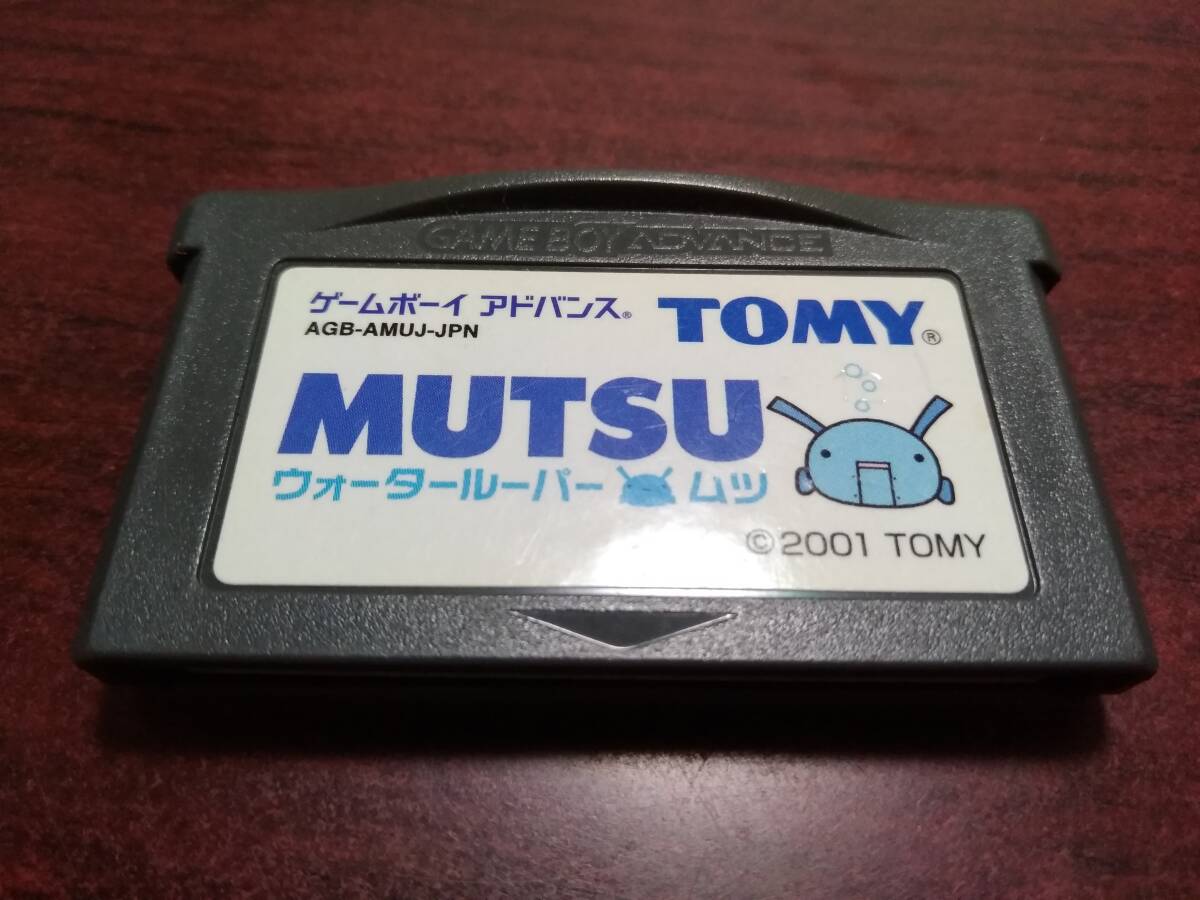 GAME BOY ADVANCE
ゲームボーイ アドバンス®
TOMY®
AGB-AMUJ-JPN
MUTSU
ウォータールーパー ムツ
©2001 TOMY